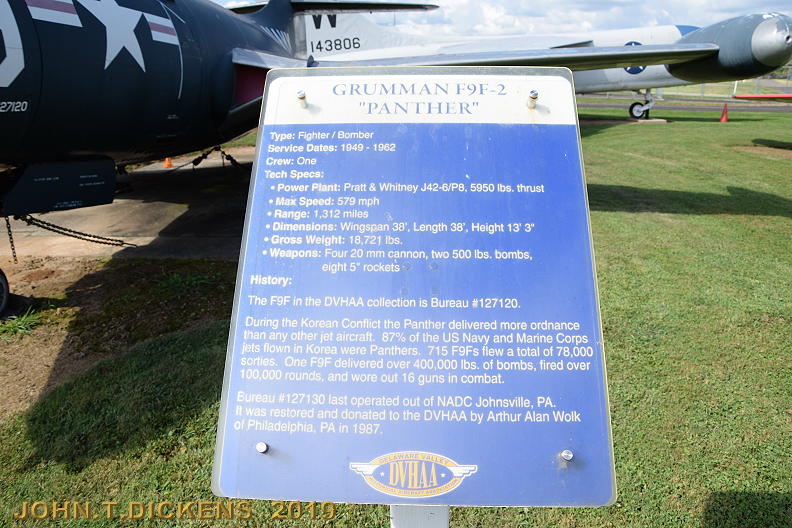 W
143806
27120
GRUMMAN F9F-2
"PANTHER"
Type: Fighter / Bomber
Service Dates: 1949 - 1962
Crew: One
Tech Specs:
• Power Plant: Pratt & Whitney J42-6/P8, 5950 lbs. thrust
• Max Speed: 579 mph
• Range: 1,312 miles
• Dimensions: Wingspan 38', Length 38', Height 13' 3"
• Gross Weight: 18,721 lbs.
• Weapons: Four 20 mm cannon, two 500 lbs. bombs,
eight 5" rockets
History:
The F9F in the DVHAA collection is Bureau #127120.
During the Korean Conflict the Panther delivered more ordnance
than any other jet aircraft. 87% of the US Navy and Marine Corps
jets flown in Korea were Panthers. 715 F9Fs flew a total of 78,000
sorties. One F9F delivered over 400,000 lbs. of bombs, fired over
100,000 rounds, and wore out 16 guns in combat.
Bureau #127130 last operated out of NADC Johnsville, PA.
It was restored and donated to the DVHAA by Arthur Alan Wolk
of Philadelphia, PA in 1987.
DELAWARE VALLEY
DVHAA
JOHN.T.DICKENS 2019